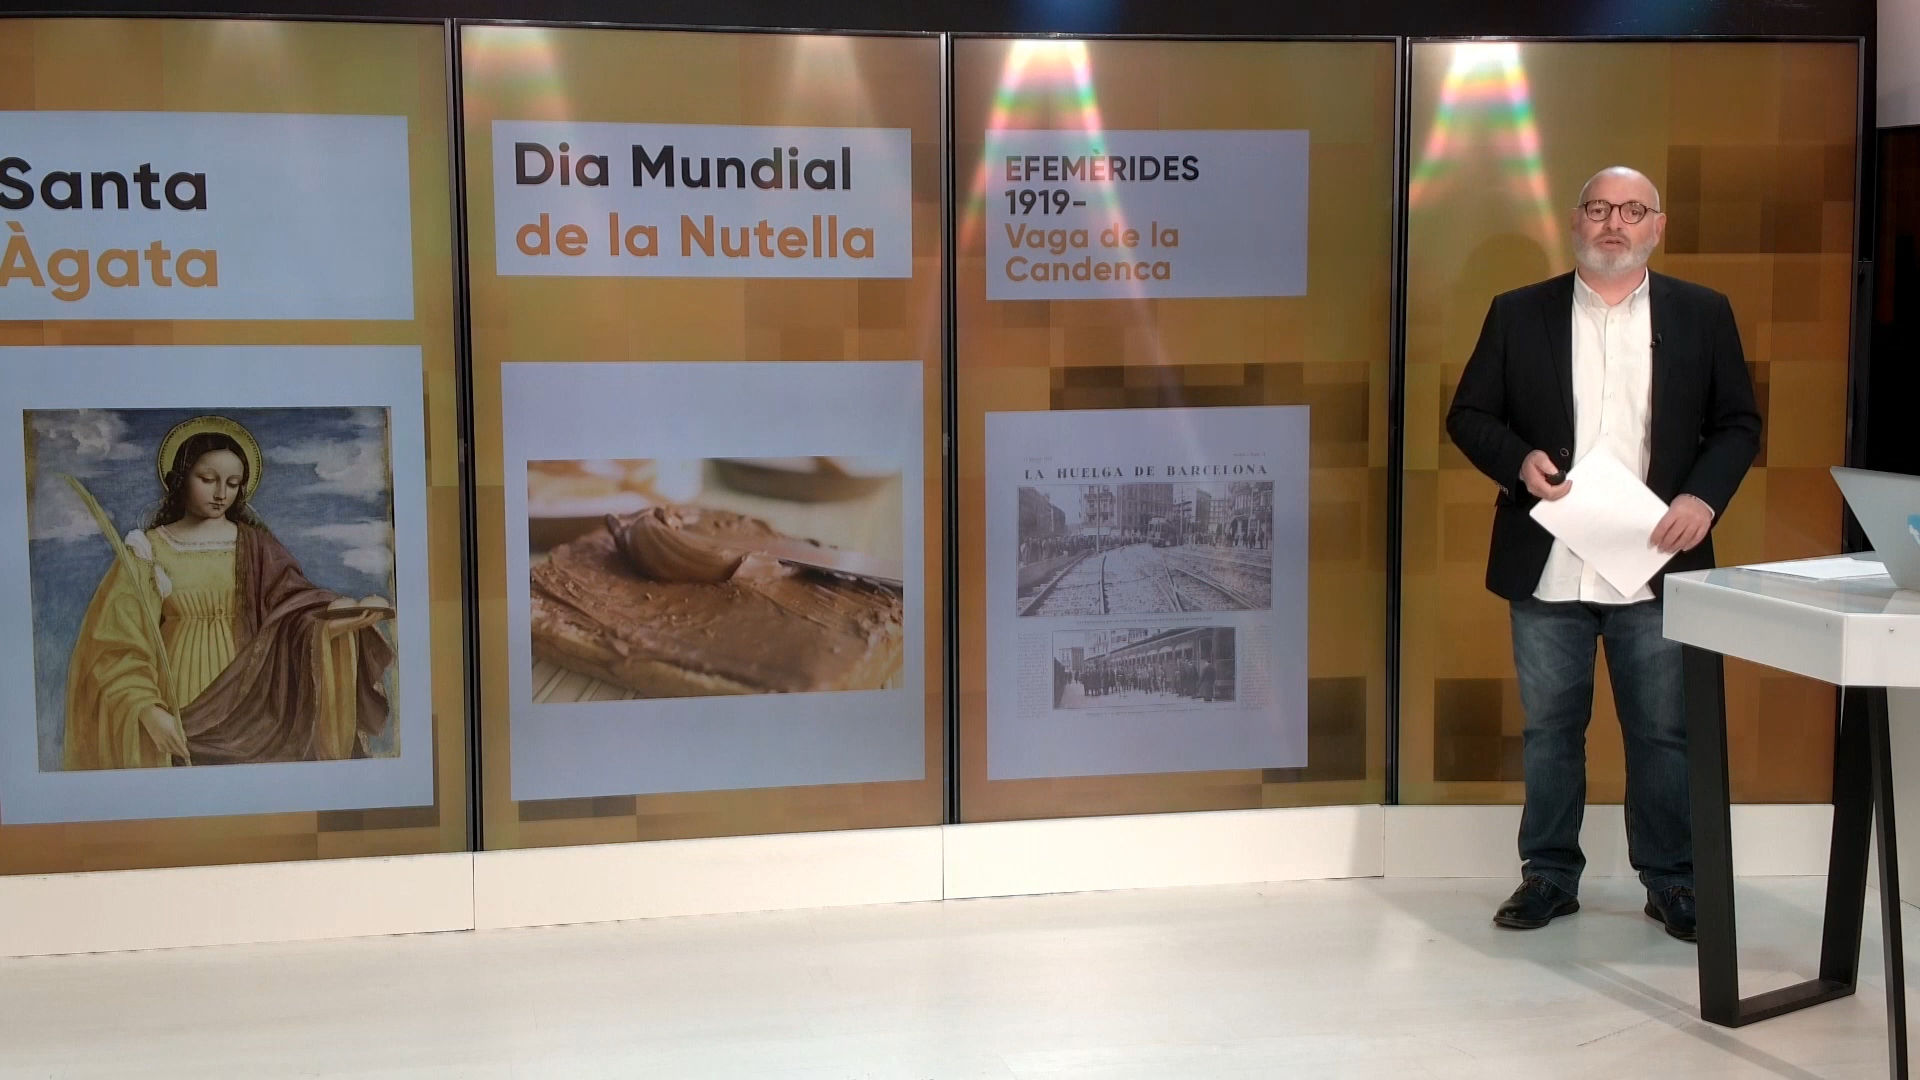 Santa
Àgata
Dia Mundial
de la Nutella
EFEMÈRIDES
1919-
Vaga de la
Candenca
LA HUELGA DE BARCELONA